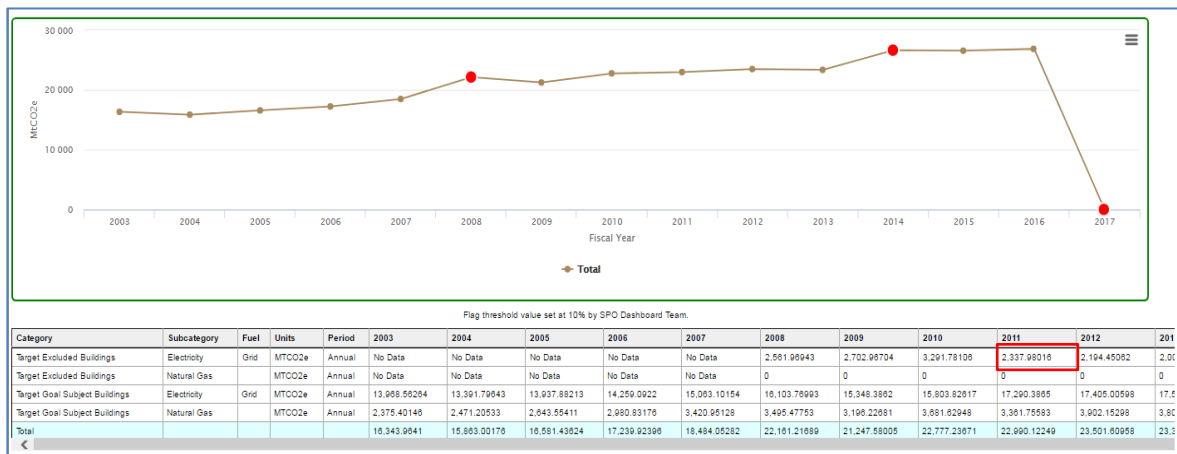 30 000
20 000
MtCO2e
10 000
0
2003 2004 2005 2006 2007 2008 2009 2010 2011 2012 2013 2014 2015 2016 2017
Fiscal Year
Total
Flag threshold value set at 10% by SPO Dashboard Team.
Category Subcategory Fuel Units Period 2003 2004 2005 2006 2007 2008 2009 2010 2011 2012 201
Target Excluded Buildings Electricity Grid MTCO2e Annual No Data No Data No Data No Data No Data 2,561.96943 2,702.96704 3,291.78106 2,337.98016 2,194.45062 2,00
Target Excluded Buildings Natural Gas MTCO2e Annual No Data No Data No Data No Data No Data 0 0 0 0 0 0
Target Goal Subject Buildings Electricity Grid MTCO2e Annual 13,968.56264 13,391.79643 13,937.88213 14,259.0922 15,063.10154 16,103.76993 15,348.3862 15,803.82617 17,290.3865 17,405.00598 17,5
Target Goal Subject Buildings Natural Gas MTCO2e Annual 2,375.40146 2,471.20533 2,643.55411 2,980.83176 3,420.95128 3,495.47753 3,196.22681 3,681.62948 3,361.75583 3,902.15298 3,80
Total 16,343.9641 15,863.00176 16,581.43624 17,239.92396 18,484.05282 22,161.21689 21,247.58005 22,777.23671 22,990.12249 23,501.60958 23,3